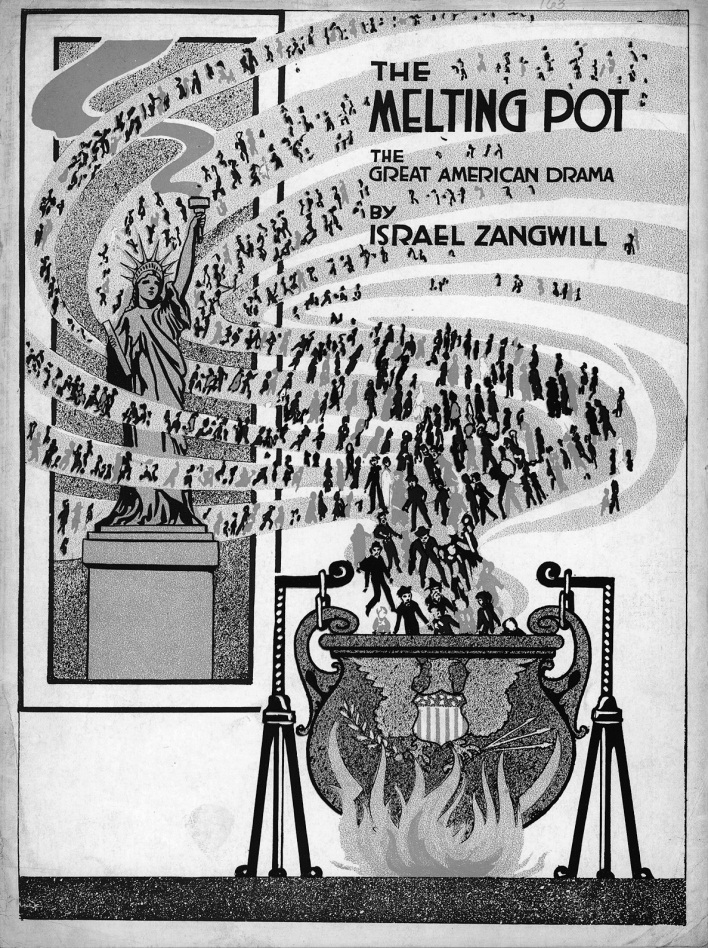 THE
MELTING POT
THE
GREAT AMERICAN DRAMA
BY
ISRAEL ZANGWILL